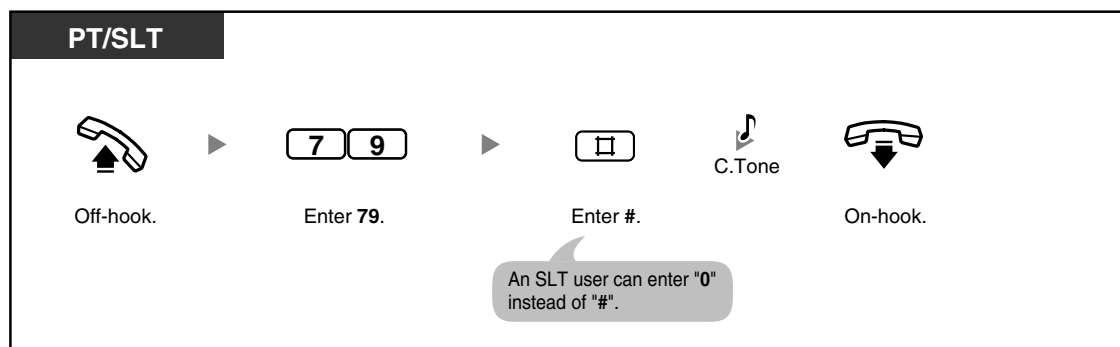 PT/SLT
7 9
#
C.Tone
Off-hook.
Enter 79.
Enter #.
On-hook.
An SLT user can enter "0"
instead of "#".